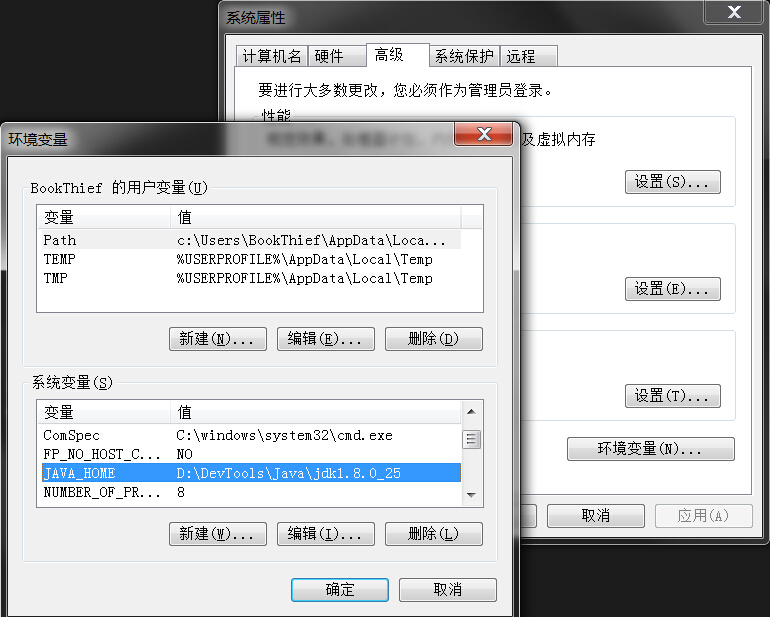 系统属性
计算机名 硬件 高级 系统保护 远程
要进行大多数更改，您必须作为管理员登录。
性能
及虚拟内存
设置(S)...
设置(E)...
设置(T)...
环境变量(N)...
取消 应用(A)
环境变量
BookThief 的用户变量(U)
变量 值
Path c:\Users\BookThief\AppData\Loca...
TEMP %USERPROFILE%\AppData\Local\Temp
TMP %USERPROFILE%\AppData\Local\Temp
新建(N)... 编辑(E)... 删除(D)
系统变量(S)
变量 值
ComSpec C:\windows\system32\cmd.exe
FP_NO_HOST_C... NO
JAVA_HOME D:\DevTools\Java\jdk1.8.0_25
NUMBER_OF_PR... 8
新建(W)... 编辑(I)... 删除(L)
确定 取消